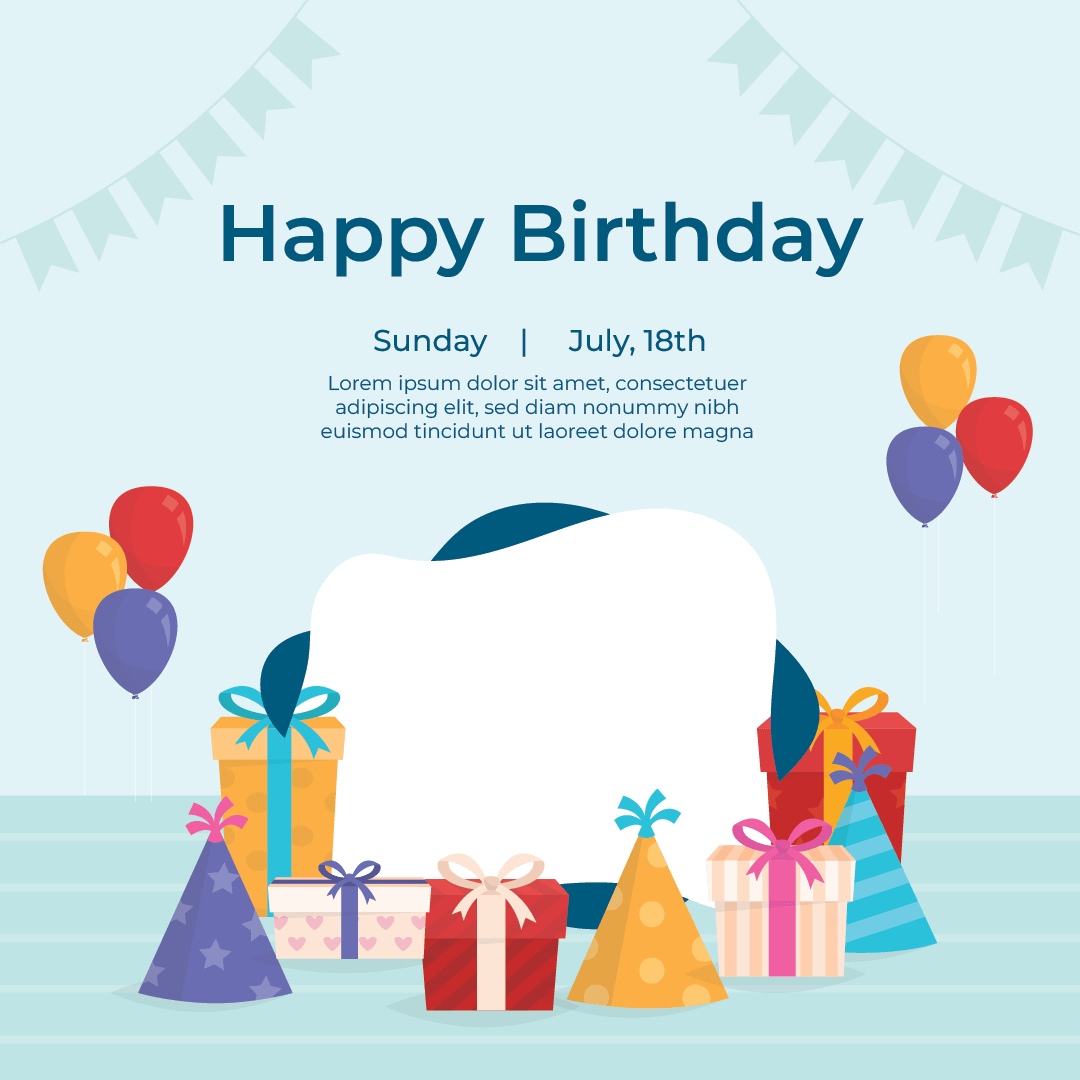 Happy Birthday
Sunday | July, 18th
Lorem ipsum dolor sit amet, consectetuer
adipiscing elit, sed diam nonummy nibh
euismod tincidunt ut laoreet dolore magna